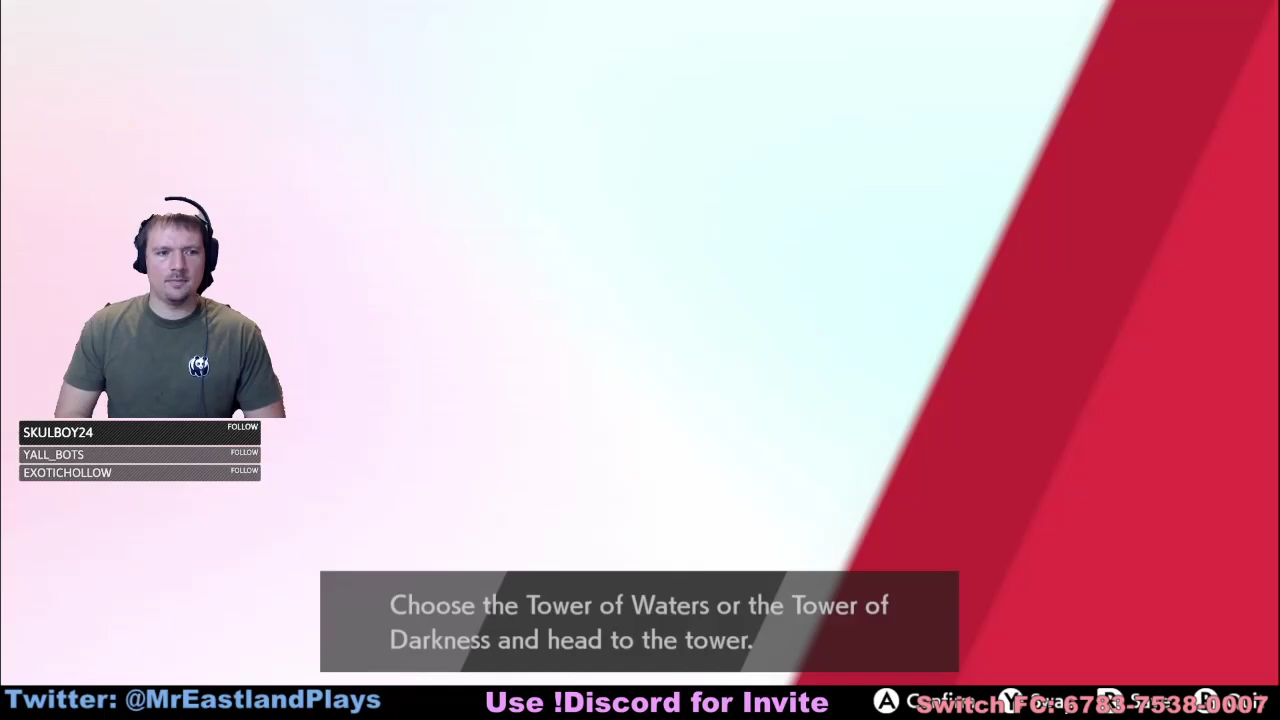 SKULBOY24 FOLLOW
YALL_BOTS FOLLOW
EXOTICHOLLOW FOLLOW
Choose the Tower of Waters or the Tower of
Darkness and head to the tower.
Twitter: @MrEastlandPlays
Use !Discord for Invite
Switch FC: 6783-7538-0007